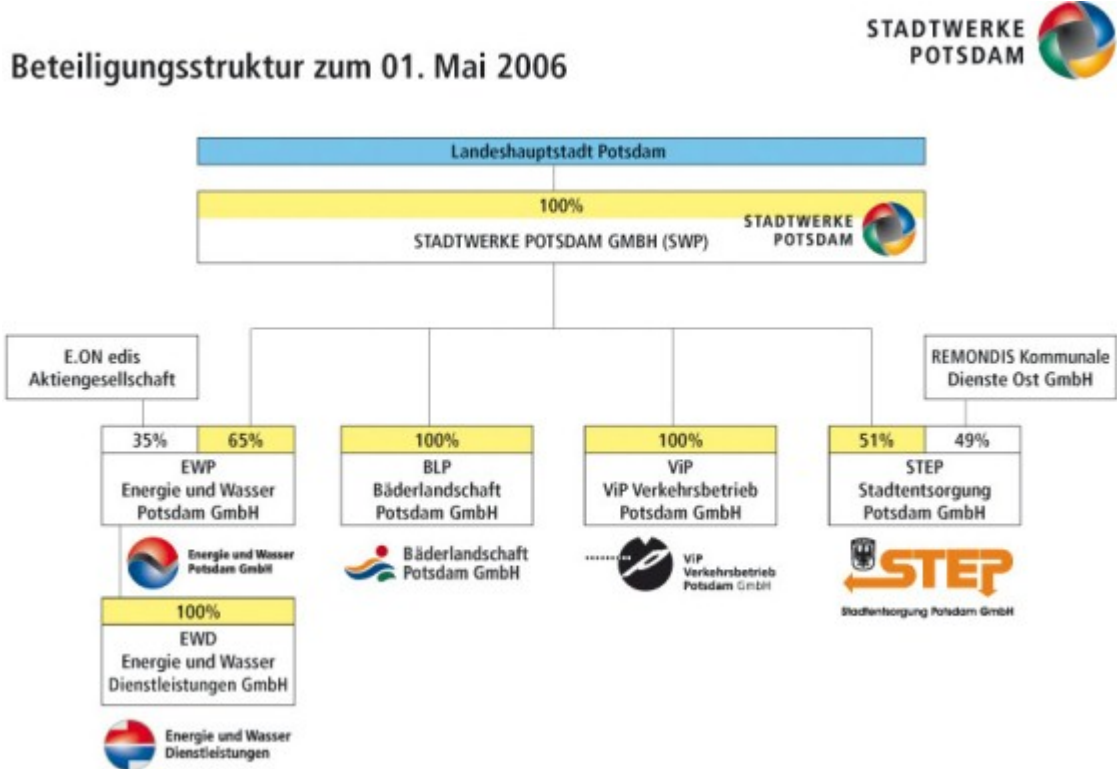 STADTWERKE
POTSDAM
Beteiligungsstruktur zum 01. Mai 2006
Landeshauptstadt Potsdam
100%
STADTWERKE POTSDAM GMBH (SWP)
STADTWERKE
POTSDAM
E.ON edis
Aktiengesellschaft
REMONDIS Kommunale
Dienste Ost GmbH
35% 65%
EWP
Energie und Wasser
Potsdam GmbH
100%
BLP
Bäderlandschaft
Potsdam GmbH
100%
ViP
ViP Verkehrsbetrieb
Potsdam GmbH
51% 49%
STEP
Stadtentsorgung
Potsdam GmbH
Energie und Wasser
Potsdam GmbH
Bäderlandschaft
Potsdam GmbH
ViP
Verkehrsbetrieb
Potsdam GmbH
STEP
Stadtentsorgung Potsdam GmbH
100%
EWD
Energie und Wasser
Dienstleistungen GmbH
Energie und Wasser
Dienstleistungen